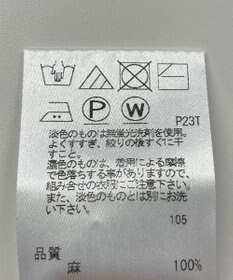 P W P23T
淡色のものは無蛍光洗剤を使用。
よくすすぎ、絞りの後すぐに干
すこと。
濃色のものは、着用による摩擦
で色落ちする事がありますので、
組み合せの衣服にご注意下さい。
また、淡色のものとは別にお洗
い下さい。
105
品質
麻 100%